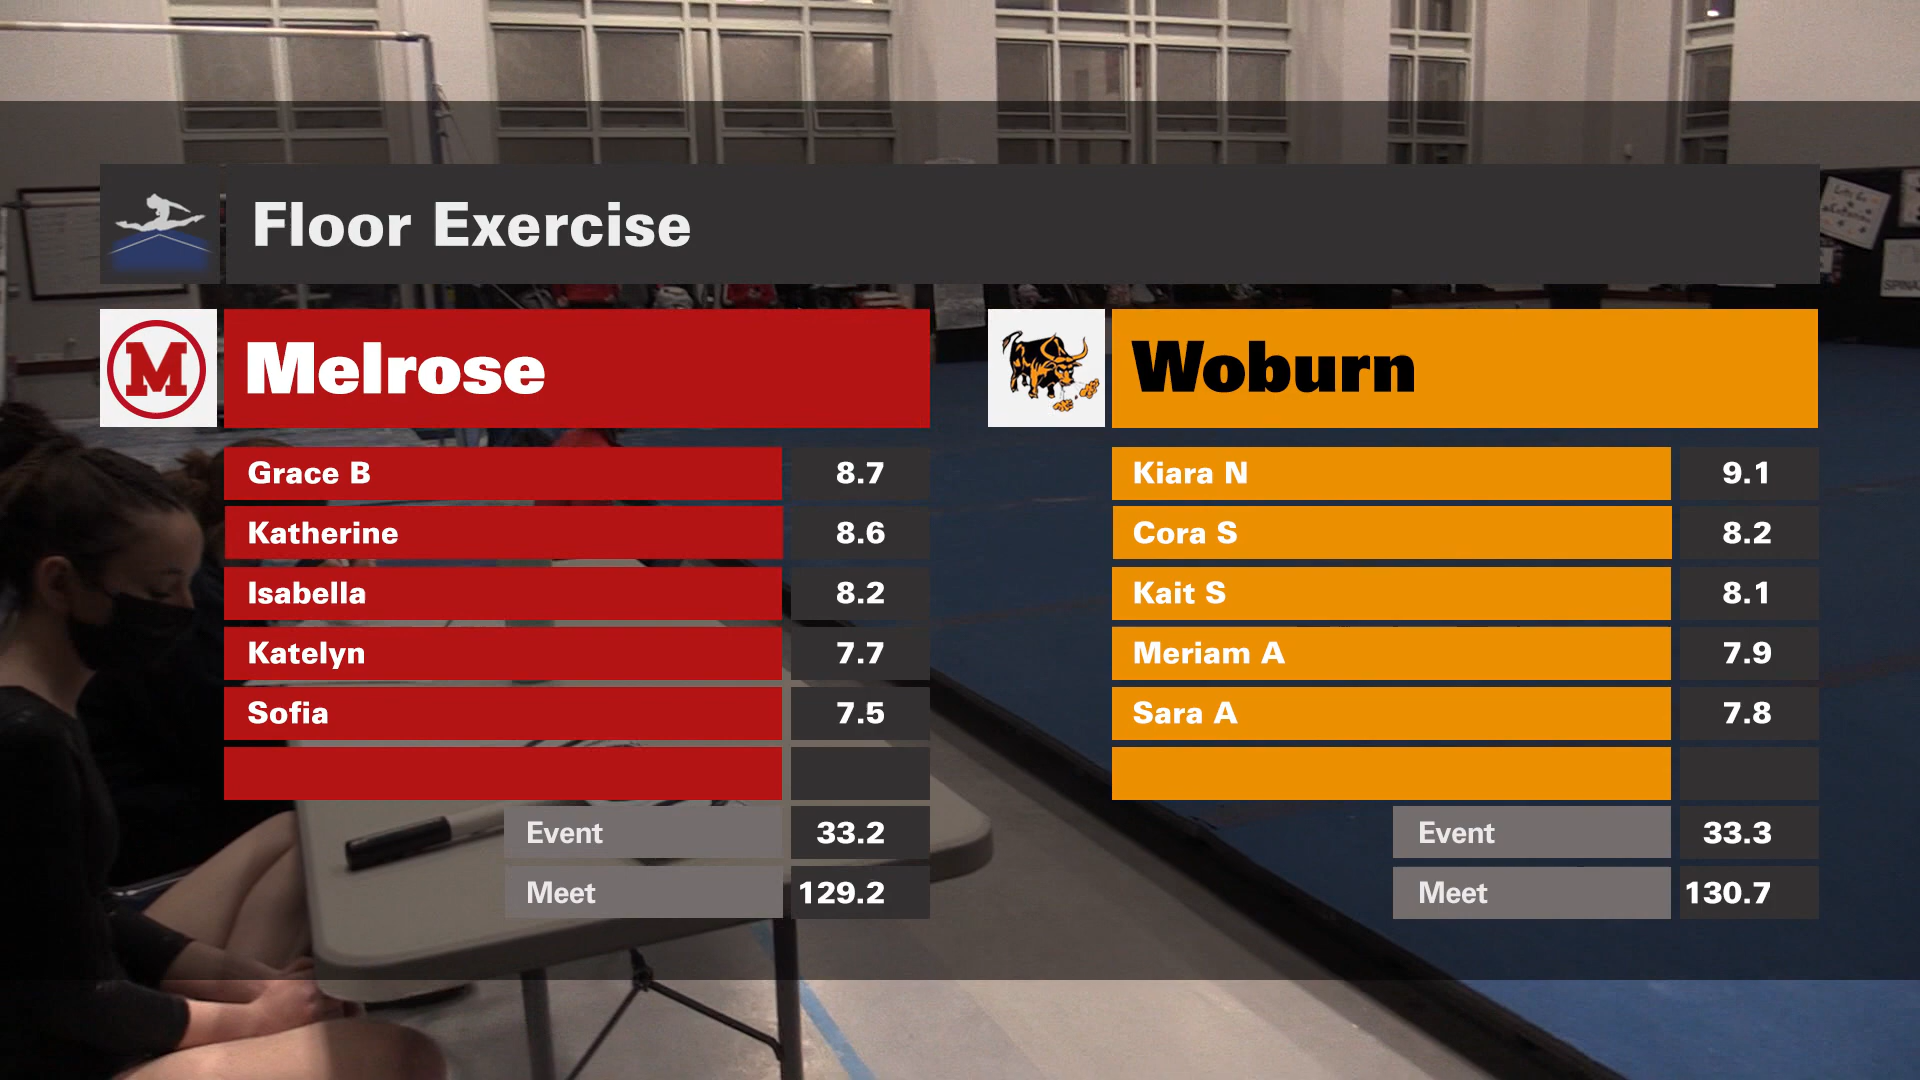 Floor Exercise
M
Melrose
Grace B 8.7
Katherine 8.6
Isabella 8.2
Katelyn 7.7
Sofia 7.5
Event 33.2
Meet 129.2
Woburn
Kiara N 9.1
Cora S 8.2
Kait S 8.1
Meriam A 7.9
Sara A 7.8
Event 33.3
Meet 130.7